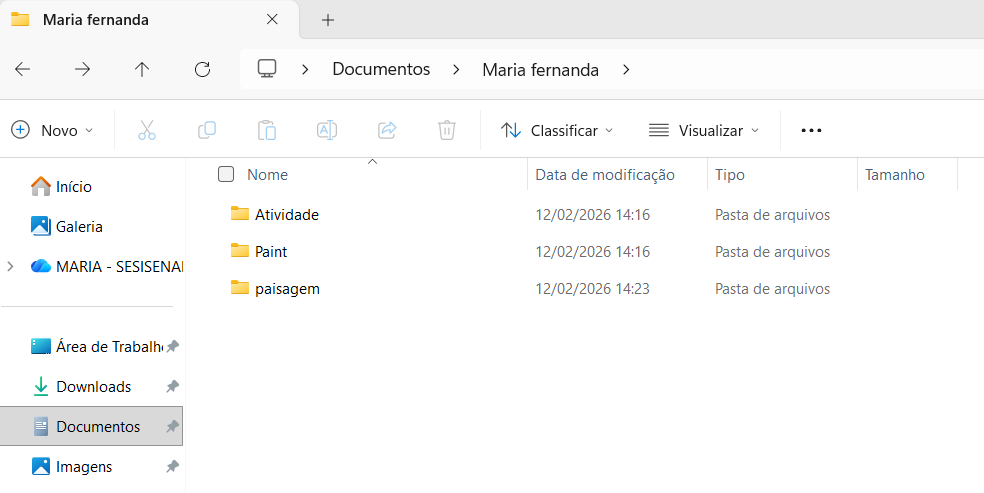 Maria fernanda
Documentos Maria fernanda
Novo Classificar Visualizar
Nome Data de modificação Tipo Tamanho
Início
Galeria
MARIA - SESISENAI
Área de Trabalho
Downloads
Documentos
Imagens
Atividade 12/02/2026 14:16 Pasta de arquivos
Paint 12/02/2026 14:16 Pasta de arquivos
paisagem 12/02/2026 14:23 Pasta de arquivos